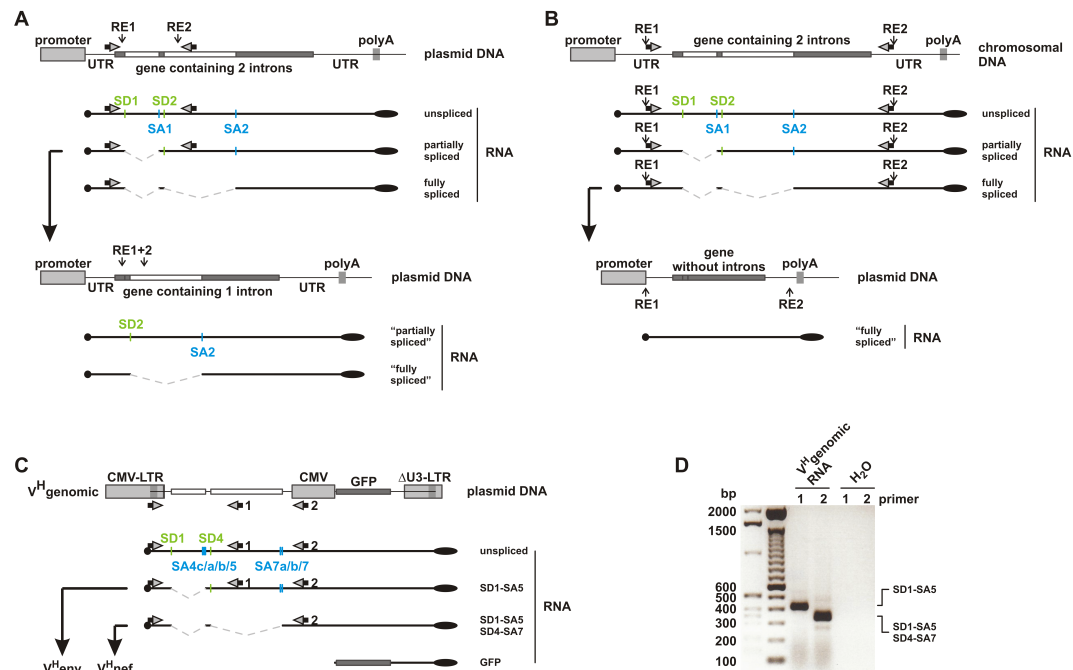 A
RE1 RE2
promoter
polyA
UTR
gene containing 2 introns
UTR
plasmid DNA
SD1 SD2
SA1 SA2
unspliced
partially
spliced
fully
spliced
RNA
RE1+2
promoter
polyA
UTR
gene containing 1 intron
UTR
plasmid DNA
SD2
SA2
"partially
spliced"
"fully
spliced"
RNA
B
promoter
RE1
gene containing 2 introns
RE2
polyA
UTR
UTR
chromosomal
DNA
RE1
SD1 SD2
RE2
SA1 SA2
unspliced
RE1
RE2
partially
spliced
RE1
RE2
fully
spliced
RNA
promoter
gene
without introns
polyA
plasmid DNA
RE1
RE2
"fully
spliced"
RNA
C
VHgenomic
CMV-LTR
CMV
GFP
ΔU3-LTR
plasmid DNA
1 2
SD1 SD4
1 2
unspliced
SA4c/a/b/5 SA7a/b/7
1 2
SD1-SA5
2
SD1-SA5
SD4-SA7
RNA
GFP
VHenv VHnef
D
VHgenomic
RNA
H2O
bp
1 2 1 2 primer
2000
1500
600
500
400
300
200
100
SD1-SA5
SD1-SA5
SD4-SA7